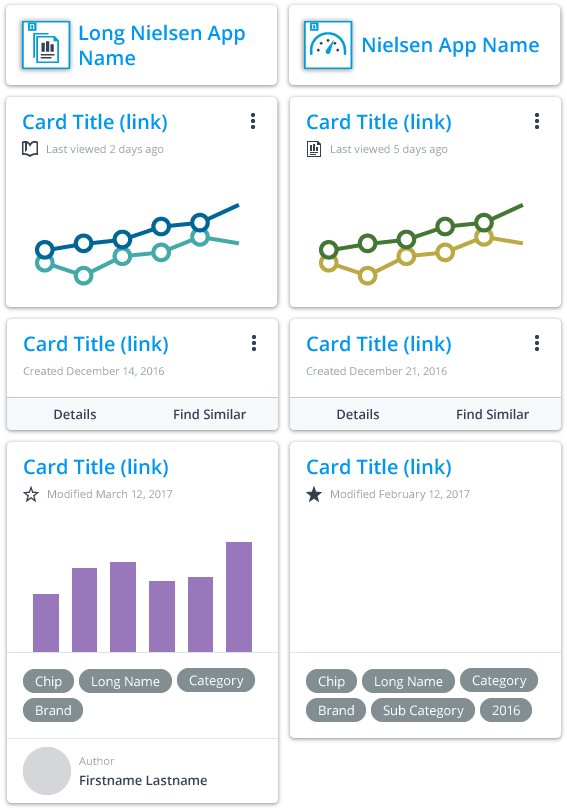 n
Long Nielsen App
Name
n
Nielsen App Name
Card Title (link)
Last viewed 2 days ago
Card Title (link)
Last viewed 5 days ago
Card Title (link)
Created December 14, 2016
Details
Find Similar
Card Title (link)
Created December 21, 2016
Details
Find Similar
Card Title (link)
Modified March 12, 2017
Chip
Long Name
Category
Brand
Author
Firstname Lastname
Card Title (link)
Modified February 12, 2017
Chip
Long Name
Category
Brand
Sub Category
2016